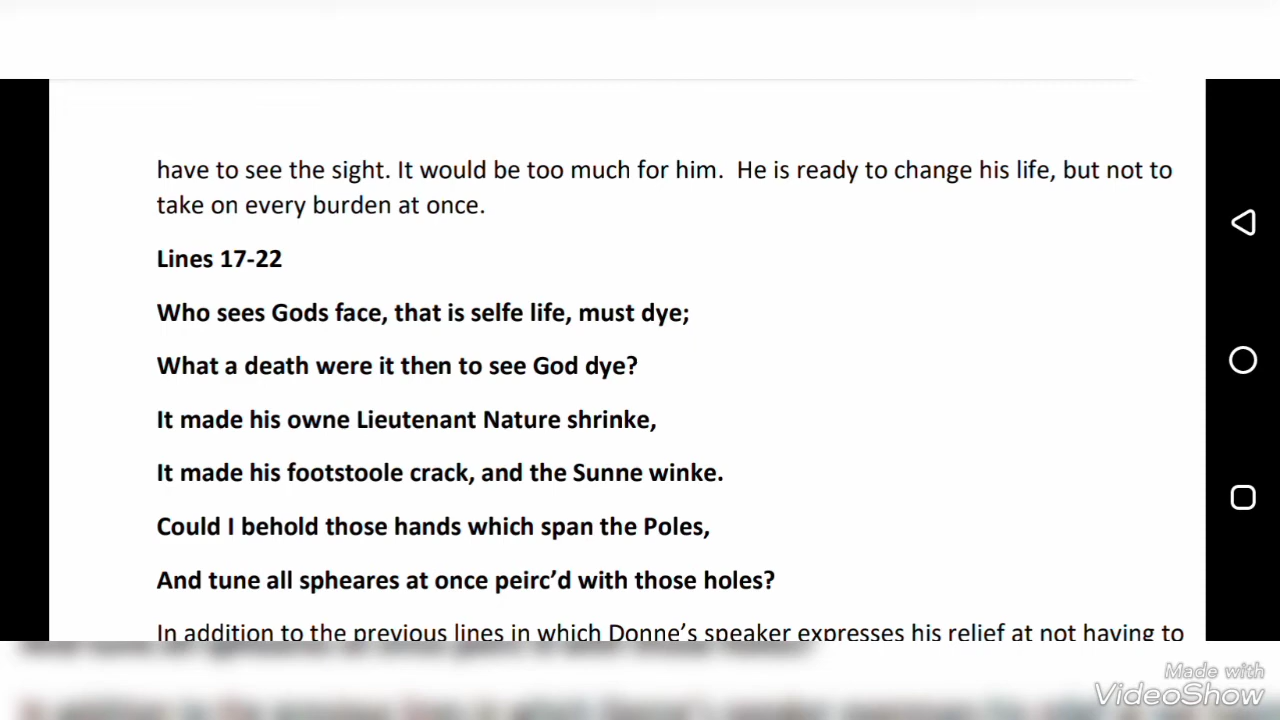 have to see the sight. It would be too much for him.  He is ready to change his life, but not to
take on every burden at once.
Lines 17-22
Who sees Gods face, that is selfe life, must dye;
What a death were it then to see God dye?
It made his owne Lieutenant Nature shrinke,
It made his footstoole crack, and the Sunne winke.
Could I behold those hands which span the Poles,
And tune all spheares at once peirc’d with those holes?
In addition to the previous lines in which Donne’s speaker expresses his relief at not having to
Made with
VideoShow